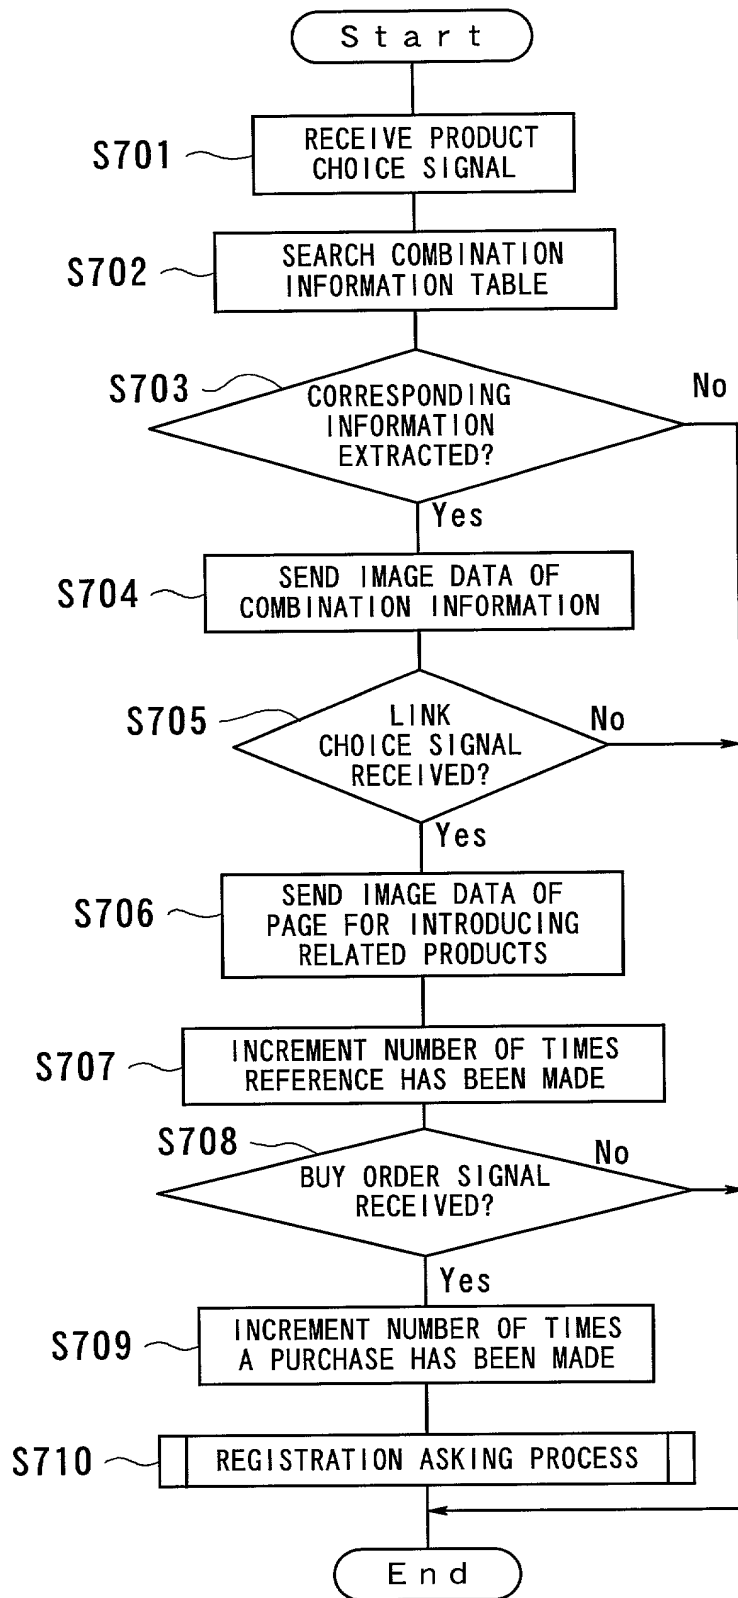 Start
S701
RECEIVE PRODUCT
CHOICE SIGNAL
S702
SEARCH COMBINATION
INFORMATION TABLE
S703
CORRESPONDING
INFORMATION
EXTRACTED?
No
Yes
S704
SEND IMAGE DATA OF
COMBINATION INFORMATION
S705
LINK
CHOICE SIGNAL
RECEIVED?
No
Yes
S706
SEND IMAGE DATA OF
PAGE FOR INTRODUCING
RELATED PRODUCTS
S707
INCREMENT NUMBER OF TIMES
REFERENCE HAS BEEN MADE
S708
BUY ORDER SIGNAL
RECEIVED?
No
Yes
S709
INCREMENT NUMBER OF TIMES
A PURCHASE HAS BEEN MADE
S710
REGISTRATION ASKING PROCESS
End